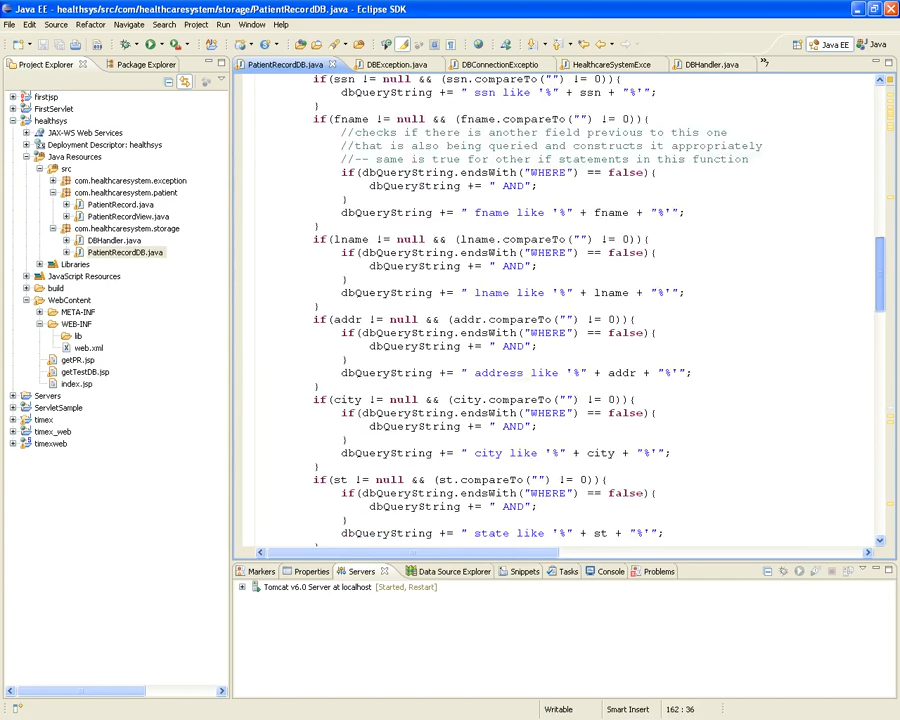 Java EE - healthsys/src/com/healthcaresystem/storage/PatientRecordDB.java - Eclipse SDK
File Edit Source Refactor Navigate Search Project Run Window Help
Java EE Java
Project Explorer Package Explorer
PatientRecordDB.java DBException.java DBConnectionExceptio HealthcareSystemExce DBHandler.java »7
firstjsp
FirstServlet
healthsys
JAX-WS Web Services
Deployment Descriptor: healthsys
Java Resources
src
com.healthcaresystem.exception
com.healthcaresystem.patient
PatientRecord.java
PatientRecordView.java
com.healthcaresystem.storage
DBHandler.java
PatientRecordDB.java
Libraries
JavaScript Resources
build
WebContent
META-INF
WEB-INF
lib
web.xml
getPR.jsp
getTestDB.jsp
index.jsp
Servers
ServletSample
timex
timex_web
timexweb
if(ssn != null && (ssn.compareTo("") != 0)){
dbQueryString += " ssn like '%" + ssn + "%'";
}
if(fname != null && (fname.compareTo("") != 0)){
//checks if there is another field previous to this one
//that is also being queried and constructs it appropriately
//-- same is true for other if statements in this function
if(dbQueryString.endsWith("WHERE") == false){
dbQueryString += " AND";
}
dbQueryString += " fname like '%" + fname + "%'";
}
if(lname != null && (lname.compareTo("") != 0)){
if(dbQueryString.endsWith("WHERE") == false){
dbQueryString += " AND";
}
dbQueryString += " lname like '%" + lname + "%'";
}
if(addr != null && (addr.compareTo("") != 0)){
if(dbQueryString.endsWith("WHERE") == false){
dbQueryString += " AND";
}
dbQueryString += " address like '%" + addr + "%'";
}
if(city != null && (city.compareTo("") != 0)){
if(dbQueryString.endsWith("WHERE") == false){
dbQueryString += " AND";
}
dbQueryString += " city like '%" + city + "%'";
}
if(st != null && (st.compareTo("") != 0)){
if(dbQueryString.endsWith("WHERE") == false){
dbQueryString += " AND";
}
dbQueryString += " state like '%" + st + "%'";
Markers Properties Servers Data Source Explorer Snippets Tasks Console Problems
Tomcat v6.0 Server at localhost [Started, Restart]
Writable Smart Insert 162 : 36